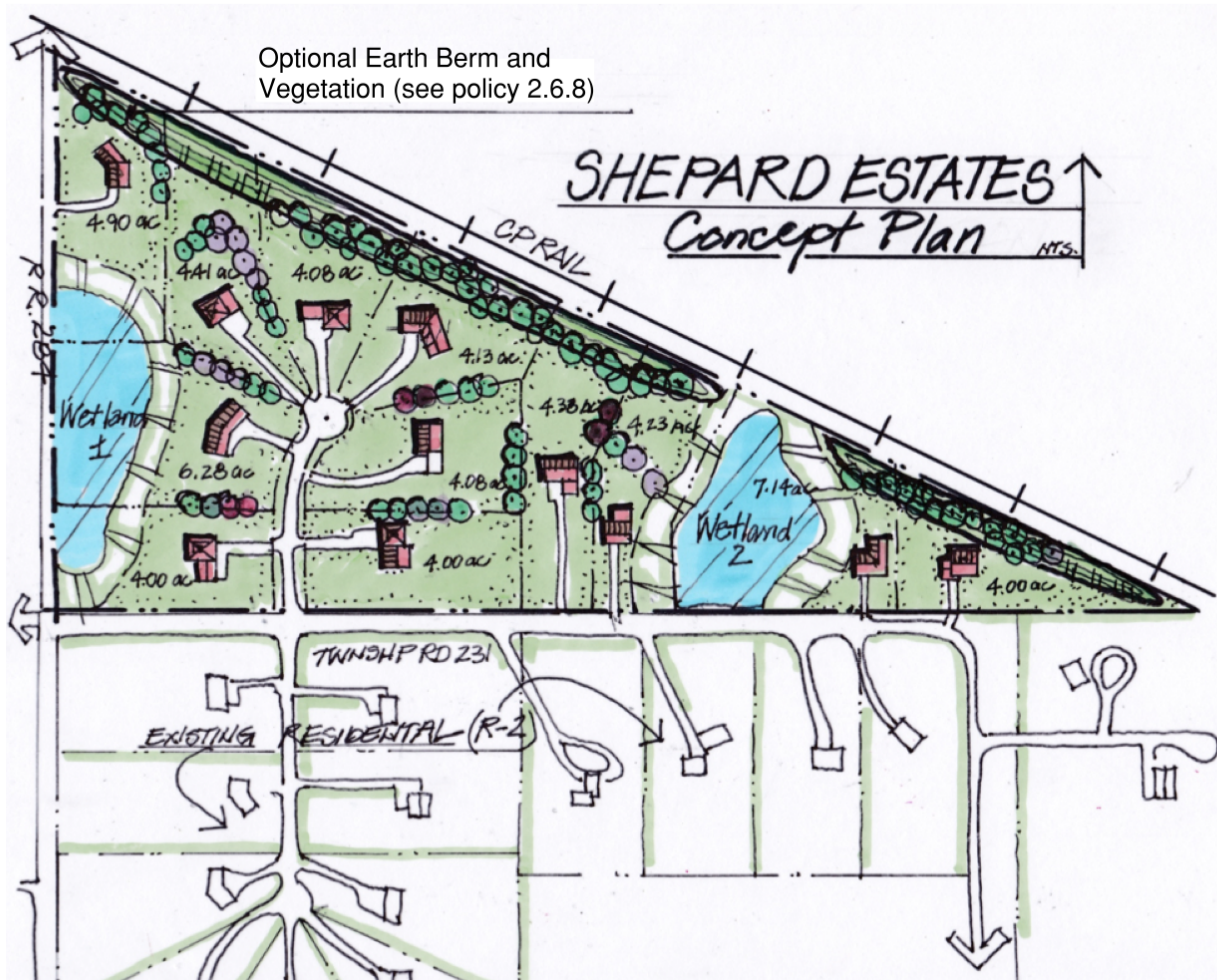 Optional Earth Berm and
Vegetation (see policy 2.6.8)
SHEPARD ESTATES
Concept Plan
NTS.
CP RAIL
4.90 ac
4.41 ac
4.08 ac
4.13 ac.
4.38 ac
4.23 ac
Wetland
1
6.28 ac
4.08 ac
7.14 ac
Wetland
2
4.00 ac
4.00 ac
4.00 ac
TWNSHP RD 231
EXISTING RESIDENTIAL (R-2)